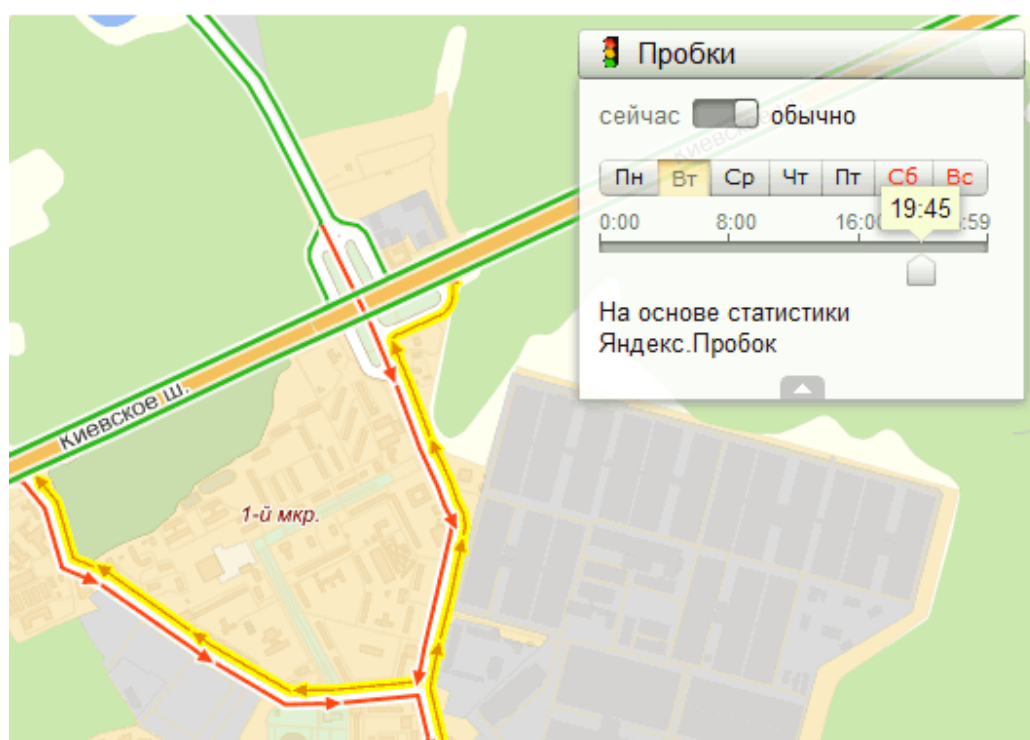 Пробки
сейчас обычно
Киевское ш.
Пн Вт Ср Чт Пт Сб Вс
19:45
0:00 8:00 16:00 :59
На основе статистики
Яндекс.Пробок
Киевское ш.
1-й мкр.